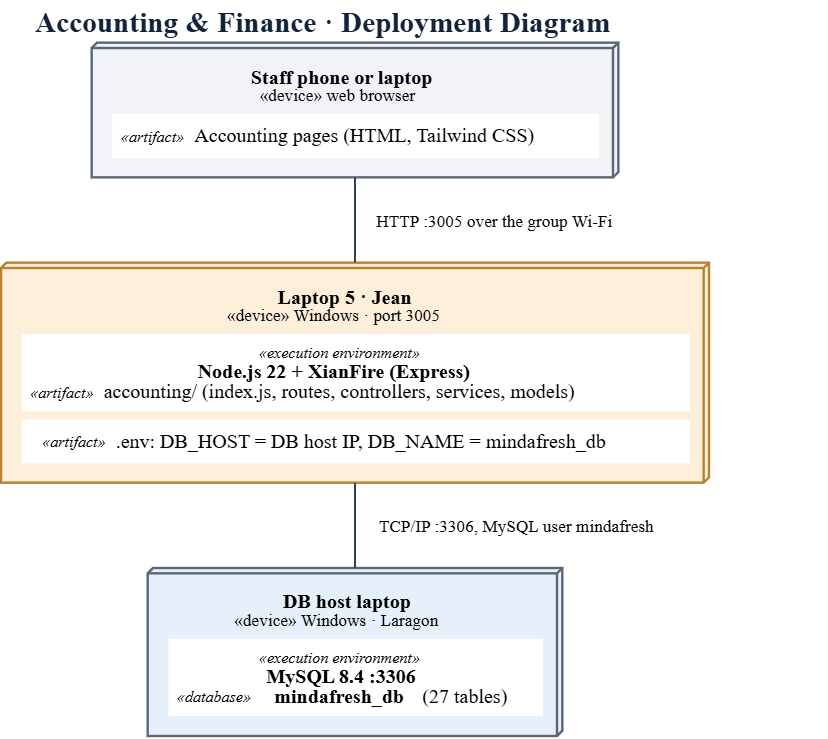 Accounting & Finance · Deployment Diagram
Staff phone or laptop
«device» web browser
«artifact» Accounting pages (HTML, Tailwind CSS)
HTTP :3005 over the group Wi-Fi
Laptop 5 · Jean
«device» Windows · port 3005
«execution environment»
Node.js 22 + XianFire (Express)
«artifact» accounting/ (index.js, routes, controllers, services, models)
«artifact» .env: DB_HOST = DB host IP, DB_NAME = mindafresh_db
TCP/IP :3306, MySQL user mindafresh
DB host laptop
«device» Windows · Laragon
«execution environment»
MySQL 8.4 :3306
«database» mindafresh_db (27 tables)